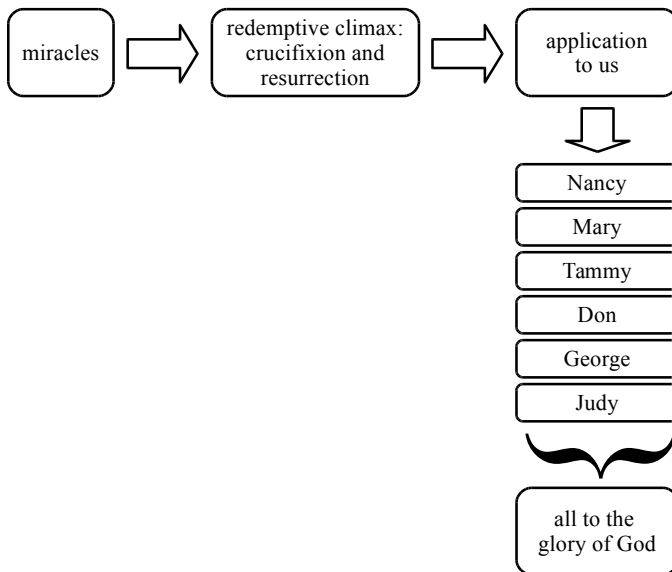 miracles
redemptive climax:
crucifixion and
resurrection
application
to us
Nancy
Mary
Tammy
Don
George
Judy
all to the
glory of God